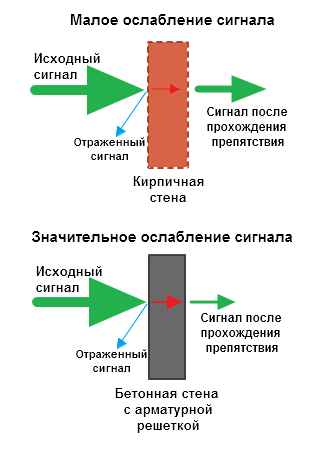 Малое ослабление сигнала
Исходный
сигнал
Отраженный
сигнал
Сигнал после
прохождения
препятствия
Кирпичная
стена
Значительное ослабление сигнала
Исходный
сигнал
Отраженный
сигнал
Сигнал после
прохождения
препятствия
Бетонная стена
с арматурной
решеткой